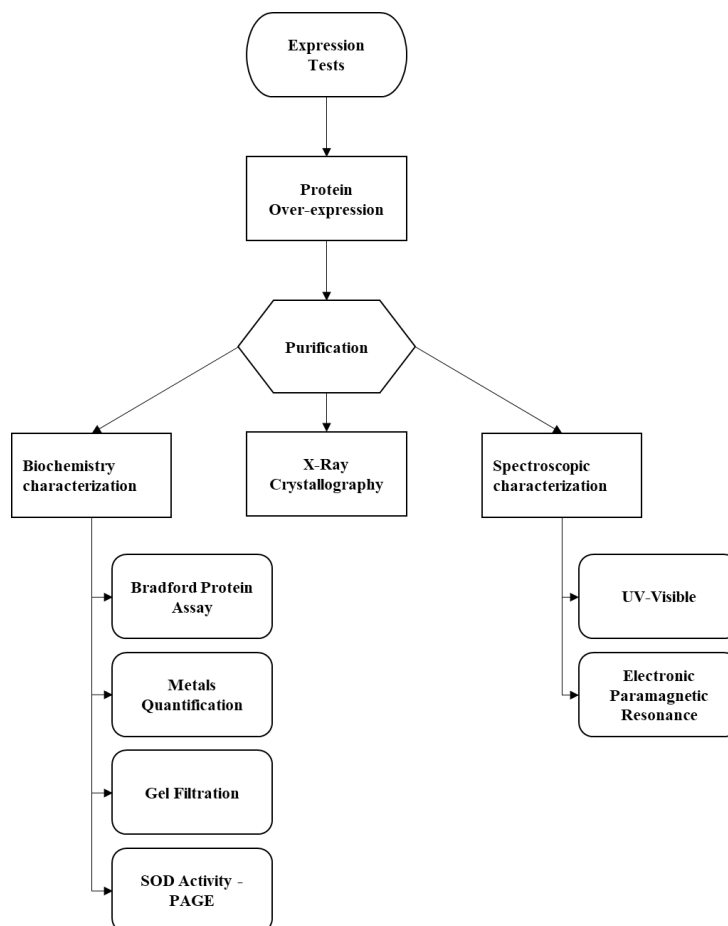 Expression
Tests
Protein
Over-expression
Purification
Biochemistry
characterization
X-Ray
Crystallography
Spectroscopic
characterization
Bradford Protein
Assay
Metals
Quantification
Gel Filtration
SOD Activity -
PAGE
UV-Visible
Electronic
Paramagnetic
Resonance